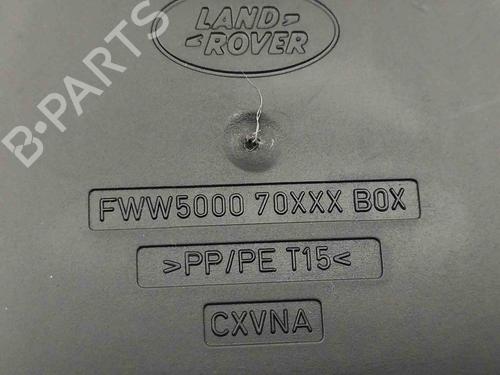 LAND
ROVER
B-PARTS
FWW5000 70XXX BOX
>PP/PE T15<
CXVNA